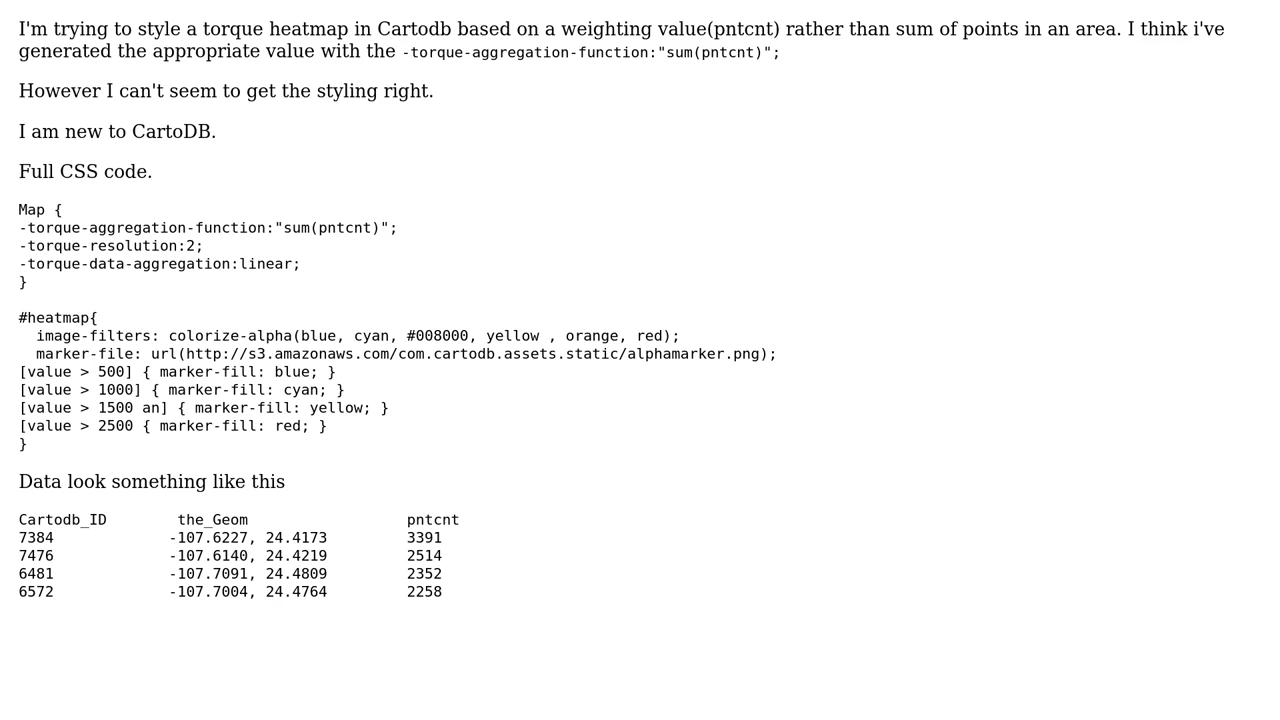 I'm trying to style a torque heatmap in Cartodb based on a weighting value(pntcnt) rather than sum of points in an area. I think i've
generated the appropriate value with the -torque-aggregation-function:"sum(pntcnt)";
However I can't seem to get the styling right.
I am new to CartoDB.
Full CSS code.
Map {
-torque-aggregation-function:"sum(pntcnt)";
-torque-resolution:2;
-torque-data-aggregation:linear;
}
#heatmap{
  image-filters: colorize-alpha(blue, cyan, #008000, yellow , orange, red);
  marker-file: url(http://s3.amazonaws.com/com.cartodb.assets.static/alphamarker.png);
[value > 500] { marker-fill: blue; }
[value > 1000] { marker-fill: cyan; }
[value > 1500 an] { marker-fill: yellow; }
[value > 2500 { marker-fill: red; }
}
Data look something like this
Cartodb_ID        the_Geom                  pntcnt
7384             -107.6227, 24.4173         3391
7476             -107.6140, 24.4219         2514
6481             -107.7091, 24.4809         2352
6572             -107.7004, 24.4764         2258